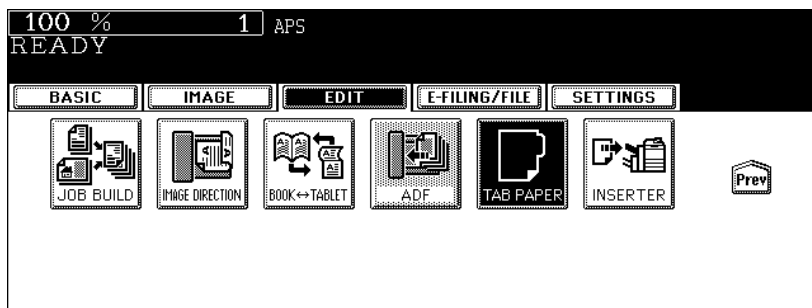 100 % 1 APS
READY
BASIC IMAGE EDIT E-FILING/FILE SETTINGS
JOB BUILD IMAGE DIRECTION BOOK↔TABLET ADF TAB PAPER INSERTER Prev